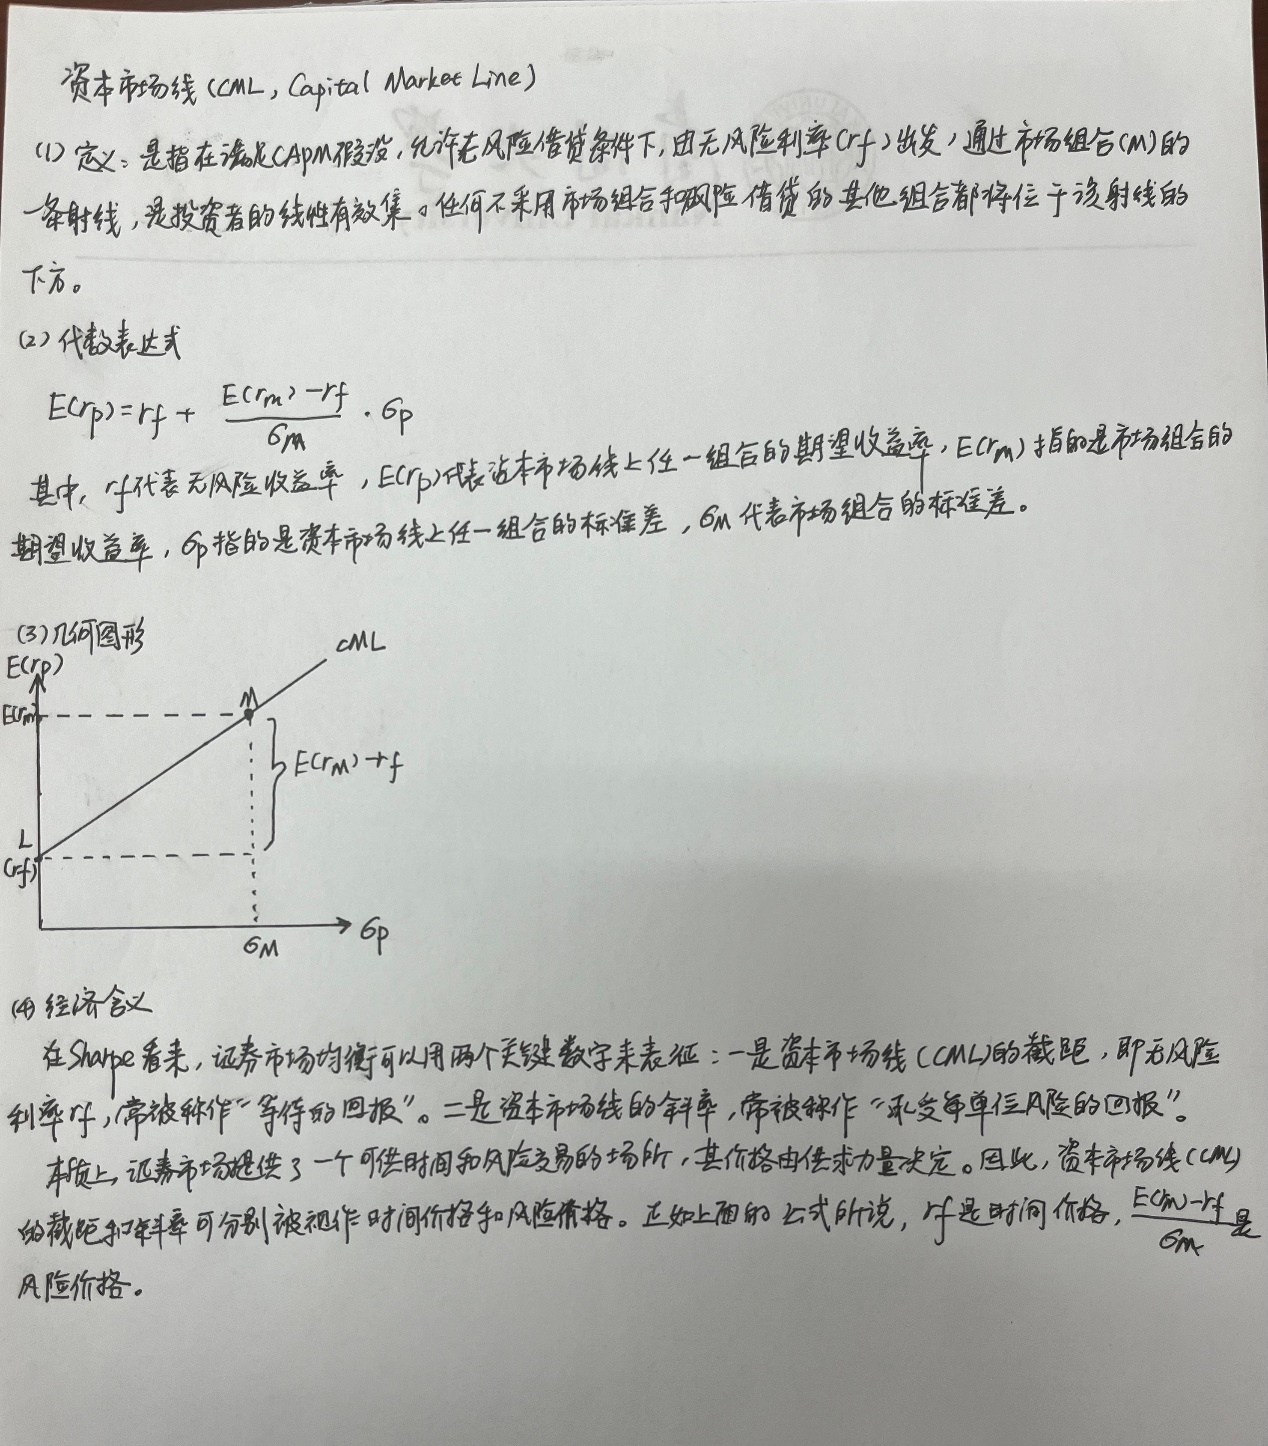 资本市场线(CML, Capital Market Line)
(1) 定义：是指在满足CAPM假设，允许无风险借贷条件下，由无风险利率(rf)出发，通过市场组合(M)的
一条射线，是投资者的线性有效集。任何不采用市场组合和风险借贷的其他组合都将位于该射线的
下方。
(2) 代数表达式
E(rp)=rf+ E(rm)-rf/σM · σp
其中，rf代表无风险收益率，E(rp)代表沿本市场线上任一组合的期望收益率，E(rm)指的是市场组合的
期望收益率，σp指的是资本市场线上任一组合的标准差，σM代表市场组合的标准差。
(3) 几何图形
E(rp)
CML
M
E(rm)
E(rM)-rf
L
(rf)
σM
σp
(4) 经济含义
在Sharpe看来，证券市场均衡可以用两个关键数字来表征：一是资本市场线(CML)的截距，即无风险
利率rf，常被称作“等待的回报”。二是资本市场线的斜率，常被称作“承受每单位风险的回报”。
本质上，证券市场提供了一个可供时间和风险交易的场所，其价格由供求力量决定。因此，资本市场线(CML)
的截距和斜率可分别被视作时间价格和风险价格。正如上面的公式所说，rf是时间价格，E(rm)-rf/σM是
风险价格。